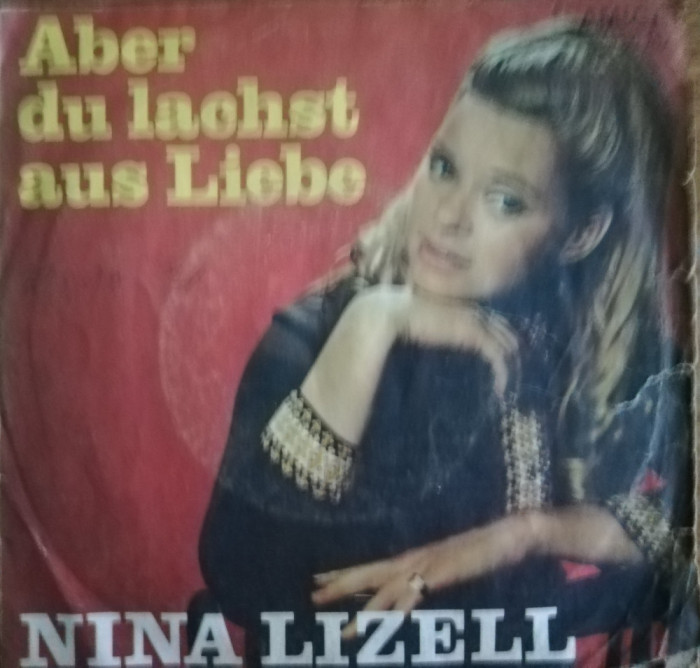 Aber
du lachst
aus Liebe
NINA LIZELL